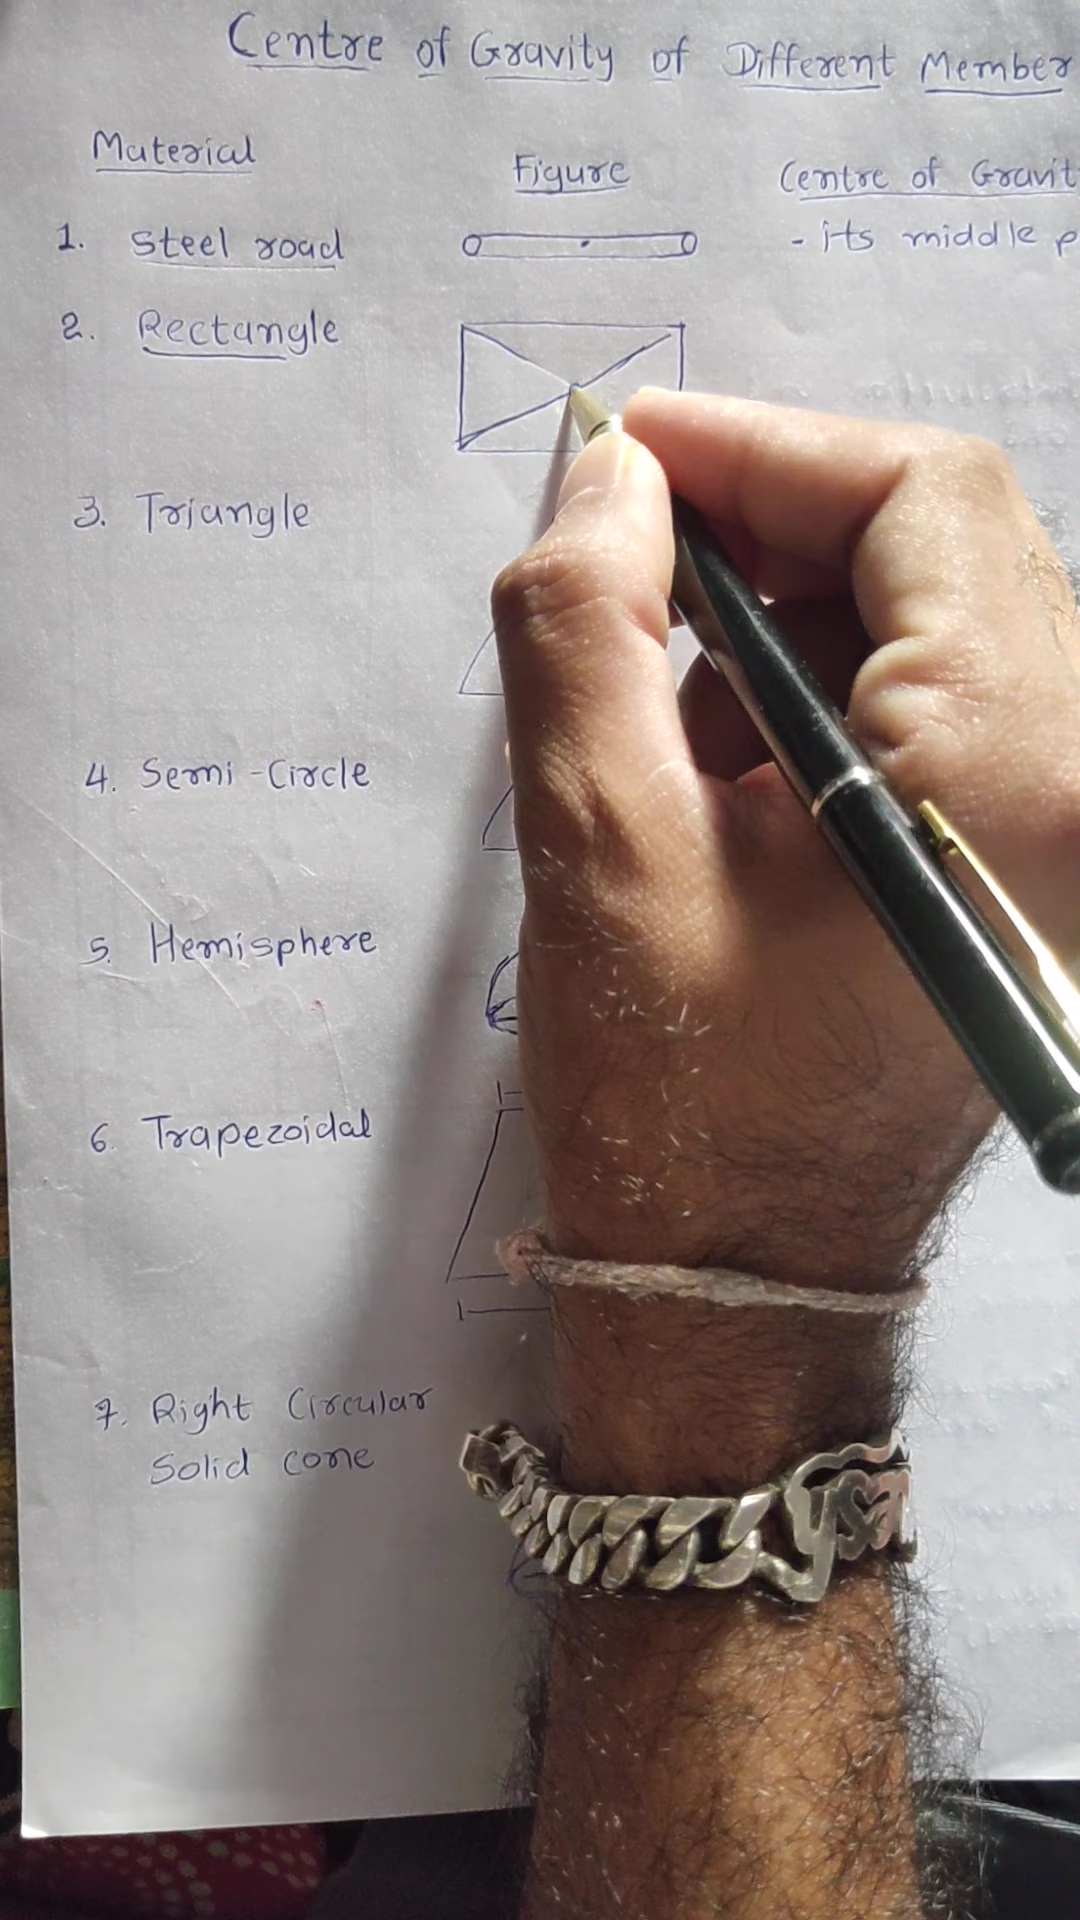 Centre of Gravity of Different Member
Material Figure Centre of Gravit
1. Steel road - its middle p
2. Rectangle
3. Triangle
4. Semi-Circle
5. Hemisphere
6. Trapezoidal
7. Right Circular
Solid cone